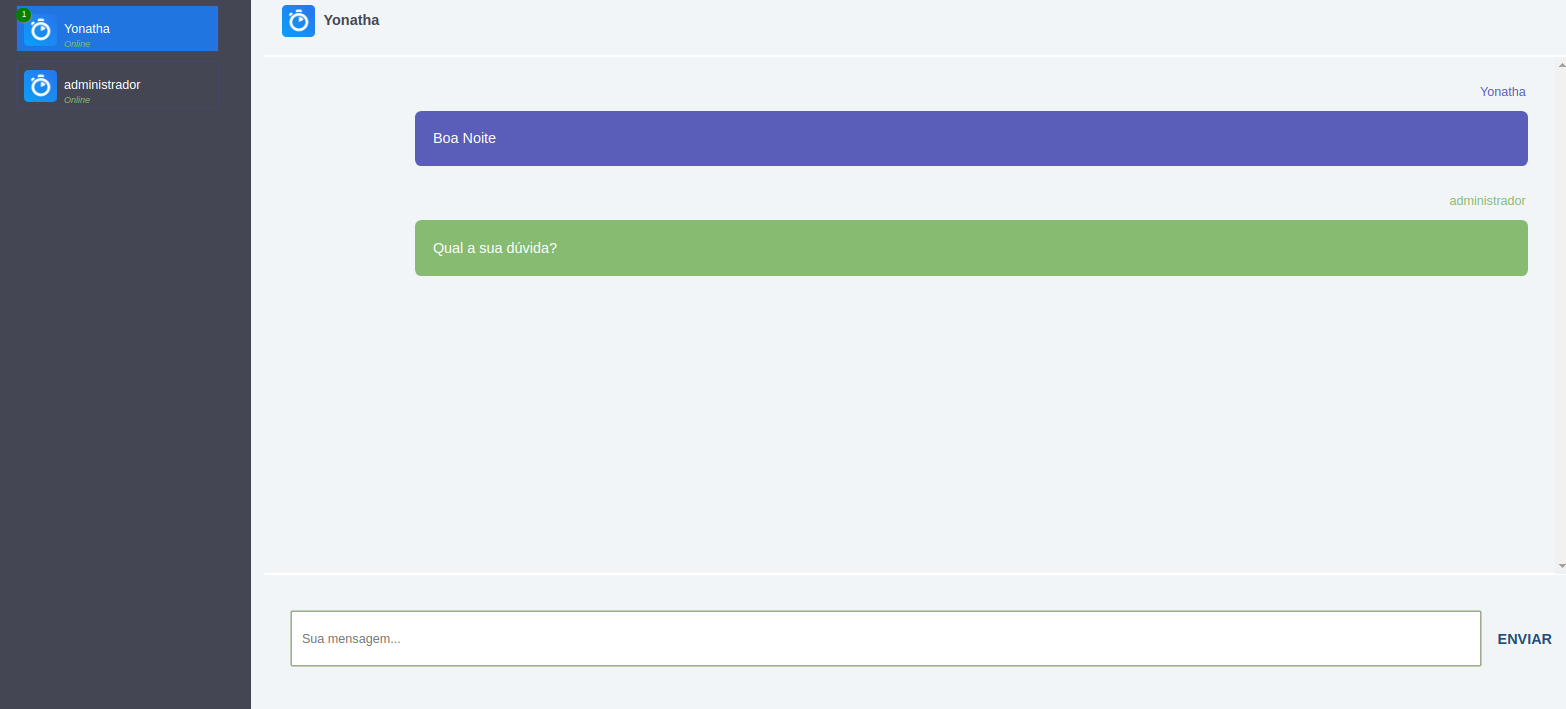 1
Yonatha
Online
administrador
Online
Yonatha
Yonatha
Boa Noite
administrador
Qual a sua dúvida?
Sua mensagem...
ENVIAR